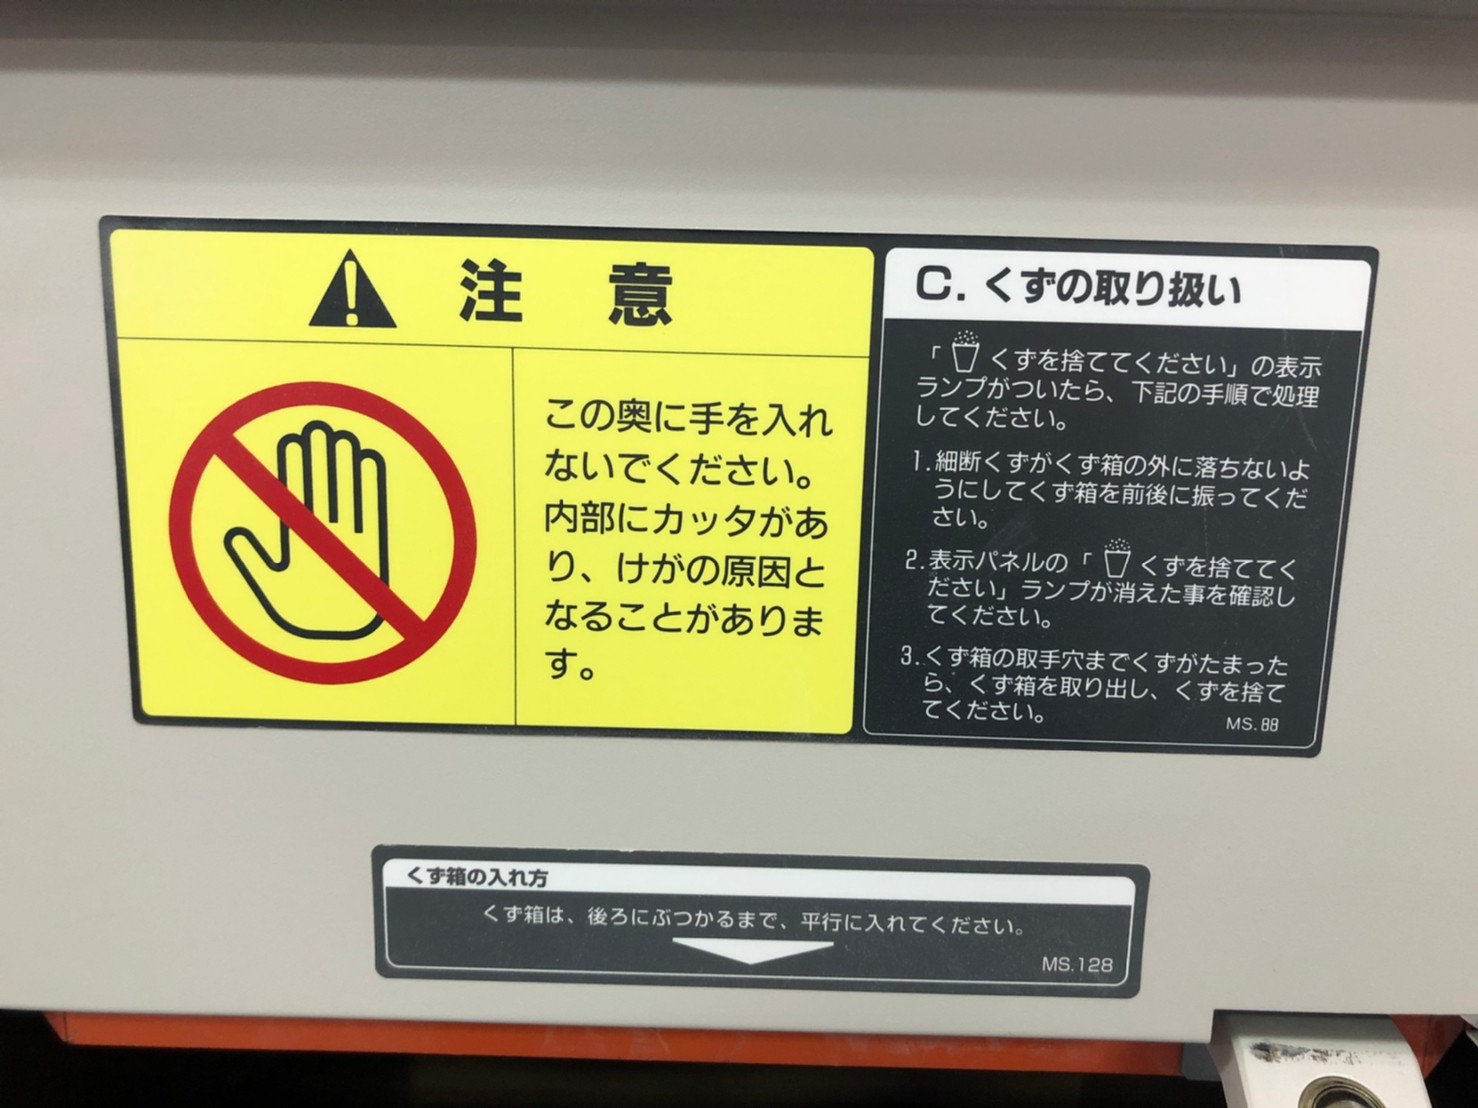 注意
この奥に手を入れ
ないでください。
内部にカッタがあ
り、けがの原因と
なることがありま
す。
C. くずの取り扱い
「くずを捨ててください」の表示
ランプがついたら、下記の手順で処理
してください。
1. 細断くずがくず箱の外に落ちないよ
うにしてくず箱を前後に振ってくだ
さい。
2. 表示パネルの「くずを捨ててく
ださい」ランプが消えた事を確認し
てください。
3. くず箱の取手穴までくずがたまった
ら、くず箱を取り出し、くずを捨て
てください。
MS.88
くず箱の入れ方
くず箱は、後ろにぶつかるまで、平行に入れてください。
MS.128